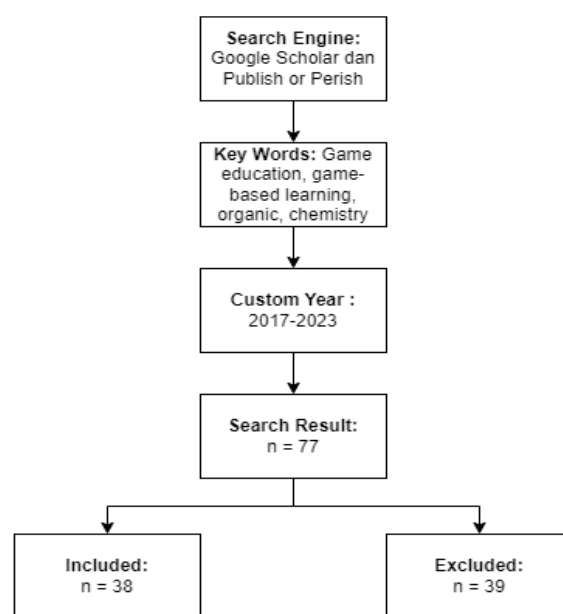 Search Engine:
Google Scholar dan
Publish or Perish
Key Words: Game
education, game-
based learning,
organic, chemistry
Custom Year :
2017-2023
Search Result:
n = 77
Included:
n = 38
Excluded:
n = 39